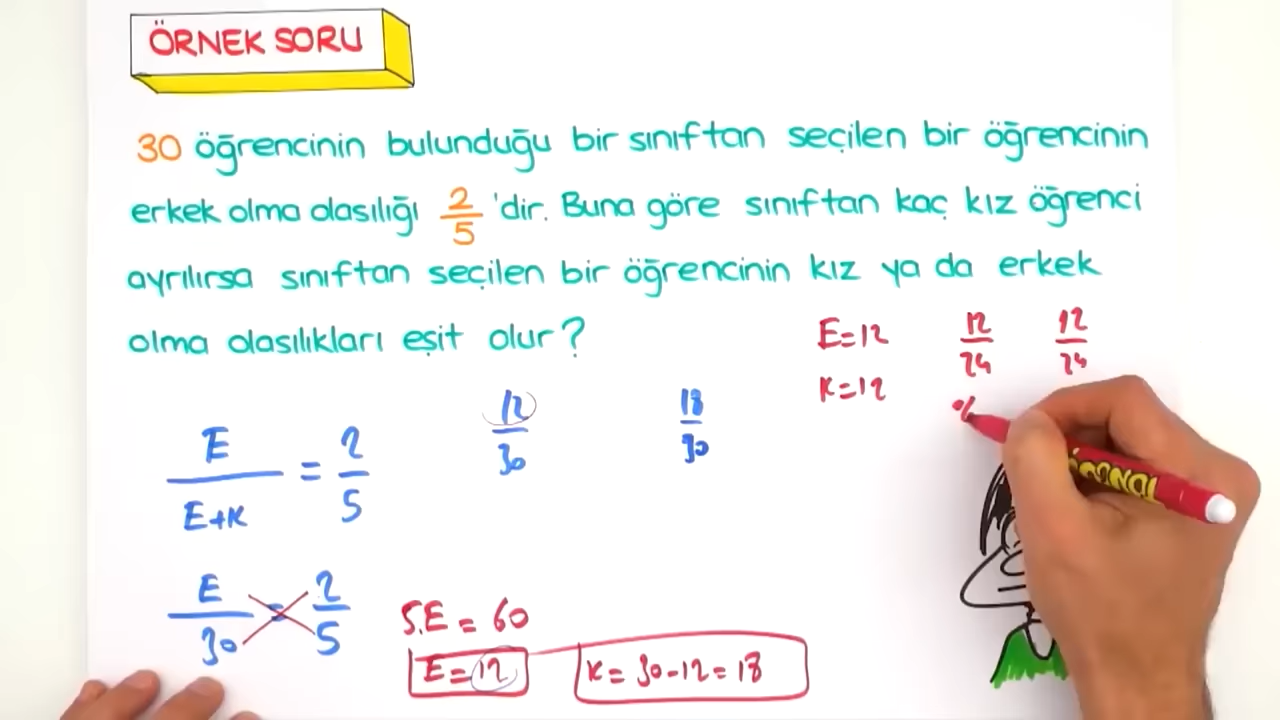 ÖRNEK SORU
30 öğrencinin bulunduğu bir sınıftan seçilen bir öğrencinin
erkek olma olasılığı 2/5 'dir. Buna göre sınıftan kaç kız öğrenci
ayrılırsa sınıftan seçilen bir öğrencinin kız ya da erkek
olma olasılıkları eşit olur?
E=12 12/24 12/24
K=12 %
12/30 18/30
E/E+K = 2/5
E/30 = 2/5
5.E = 60
E=12 K=30-12=18